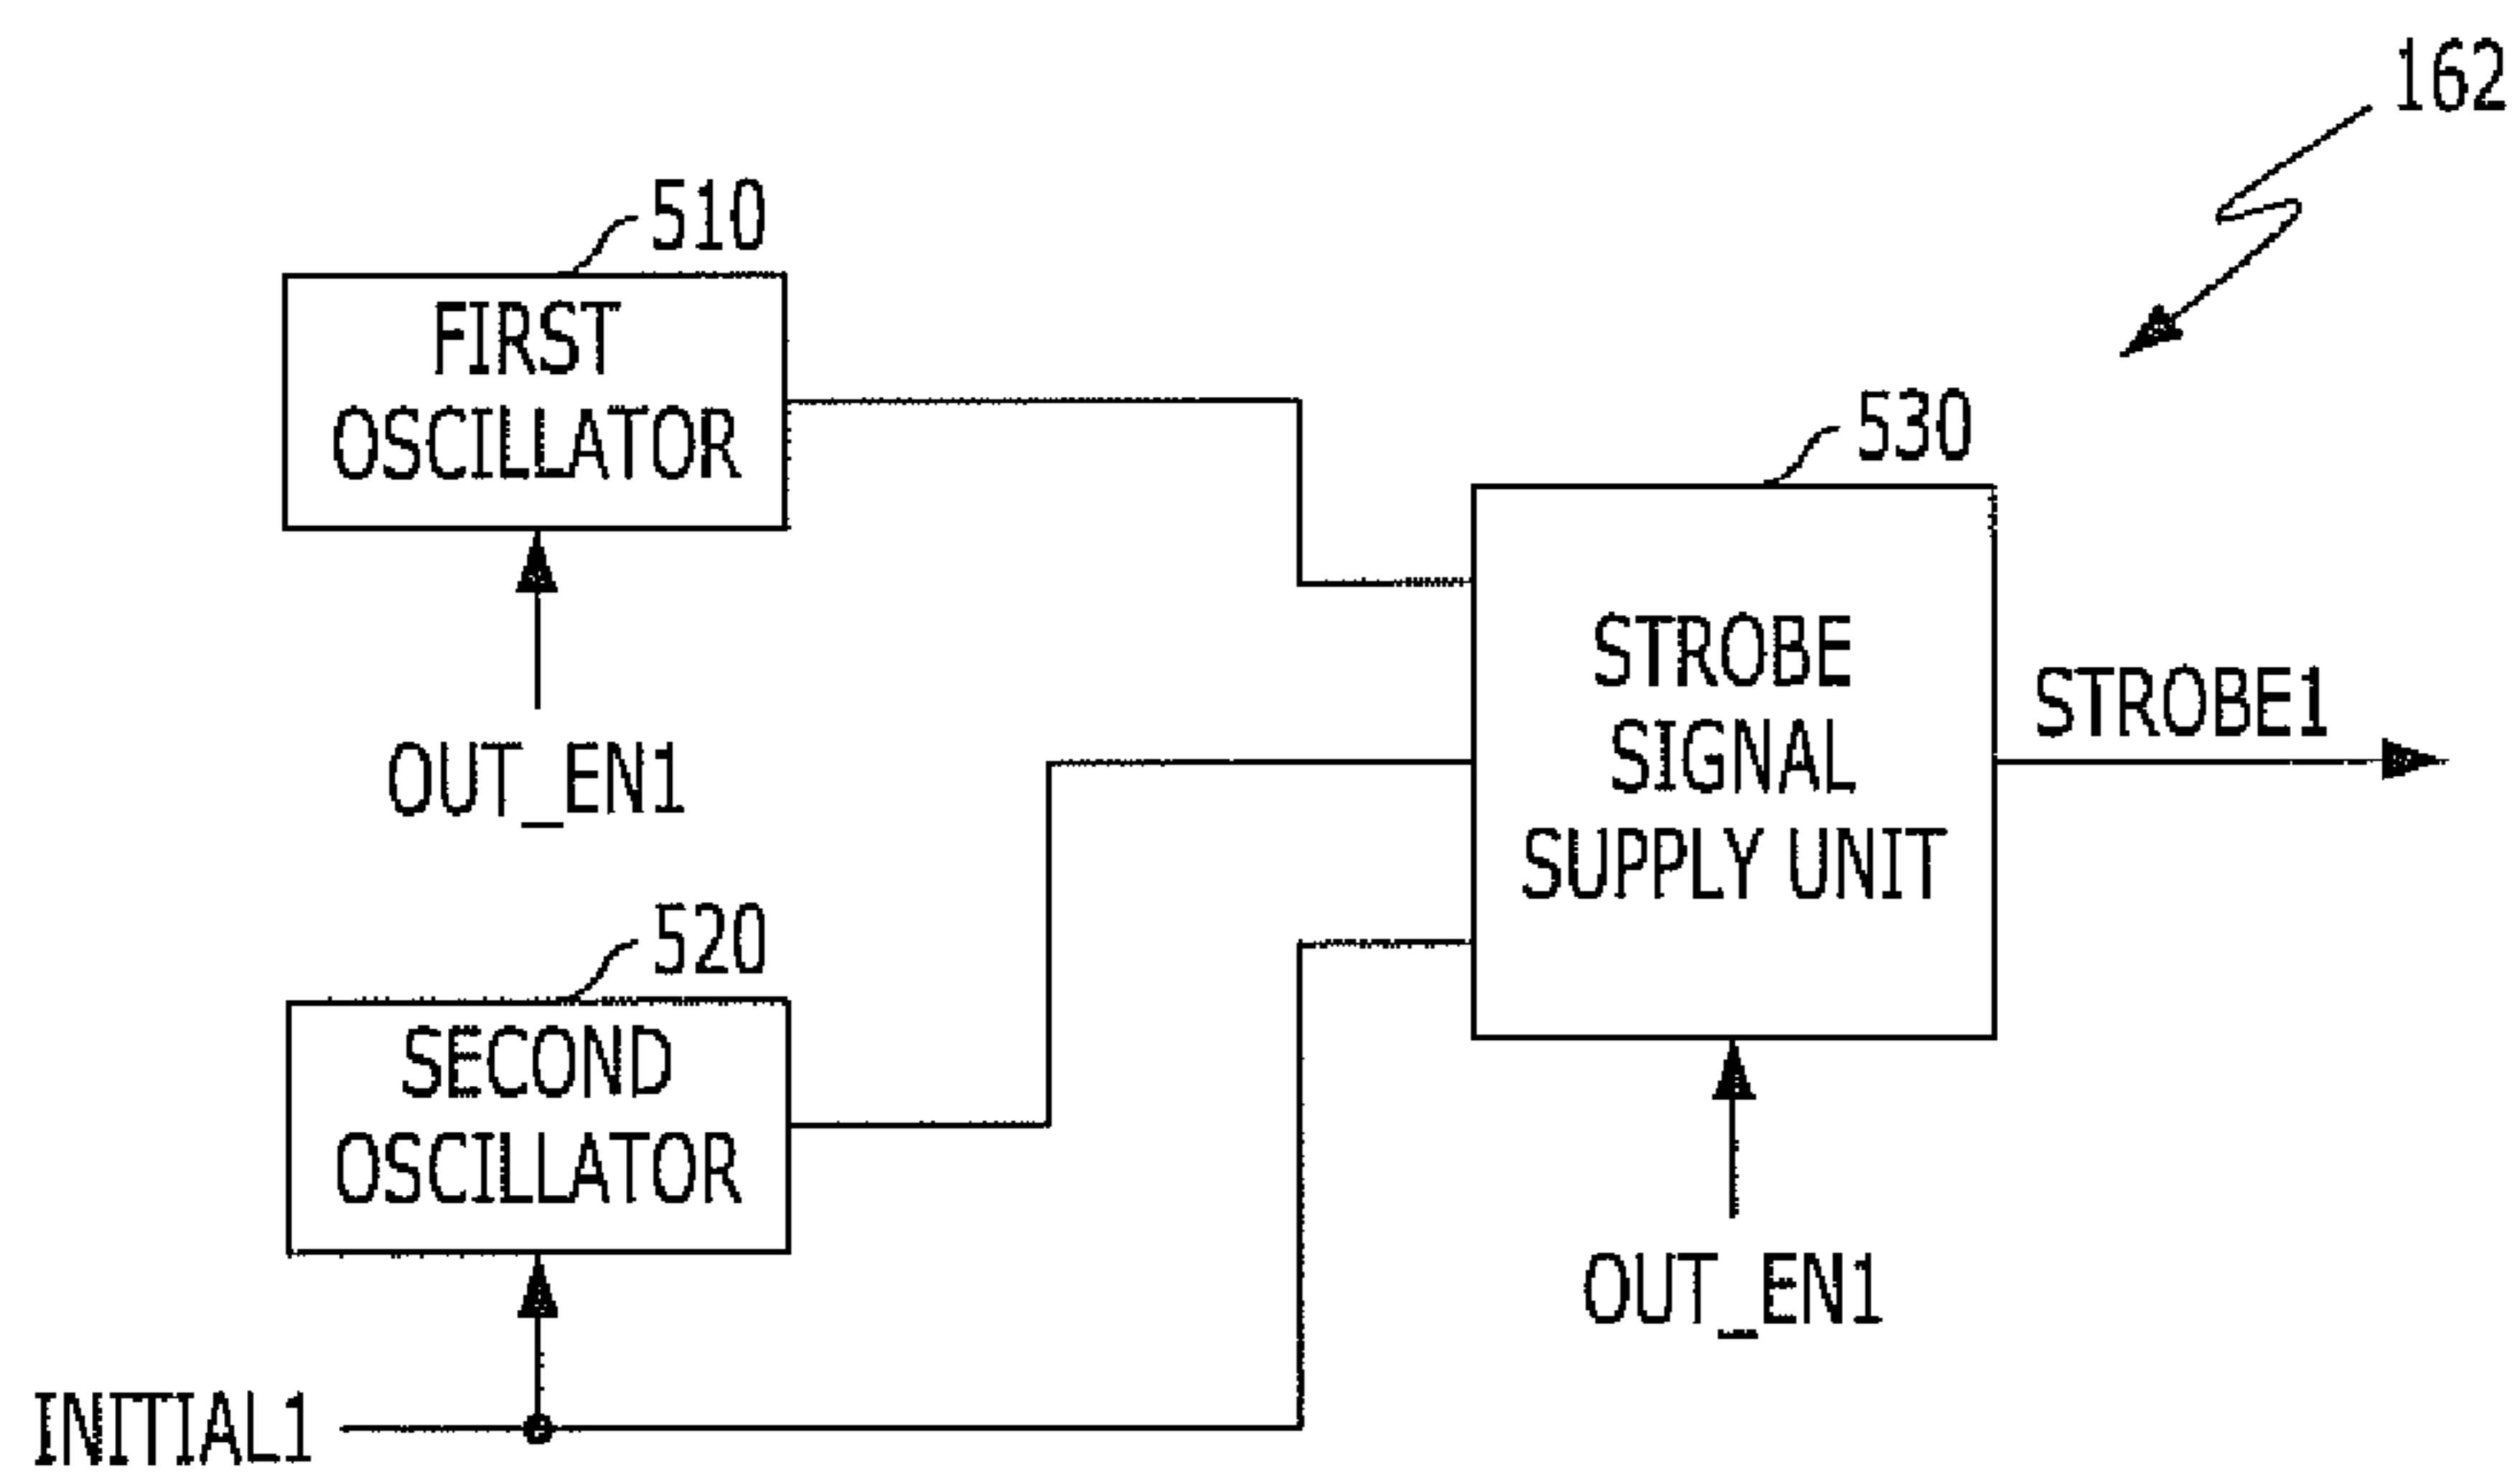 162
510
FIRST
OSCILLATOR
530
STROBE
SIGNAL
SUPPLY UNIT
STROBE1
OUT_EN1
520
SECOND
OSCILLATOR
OUT_EN1
INITIAL1